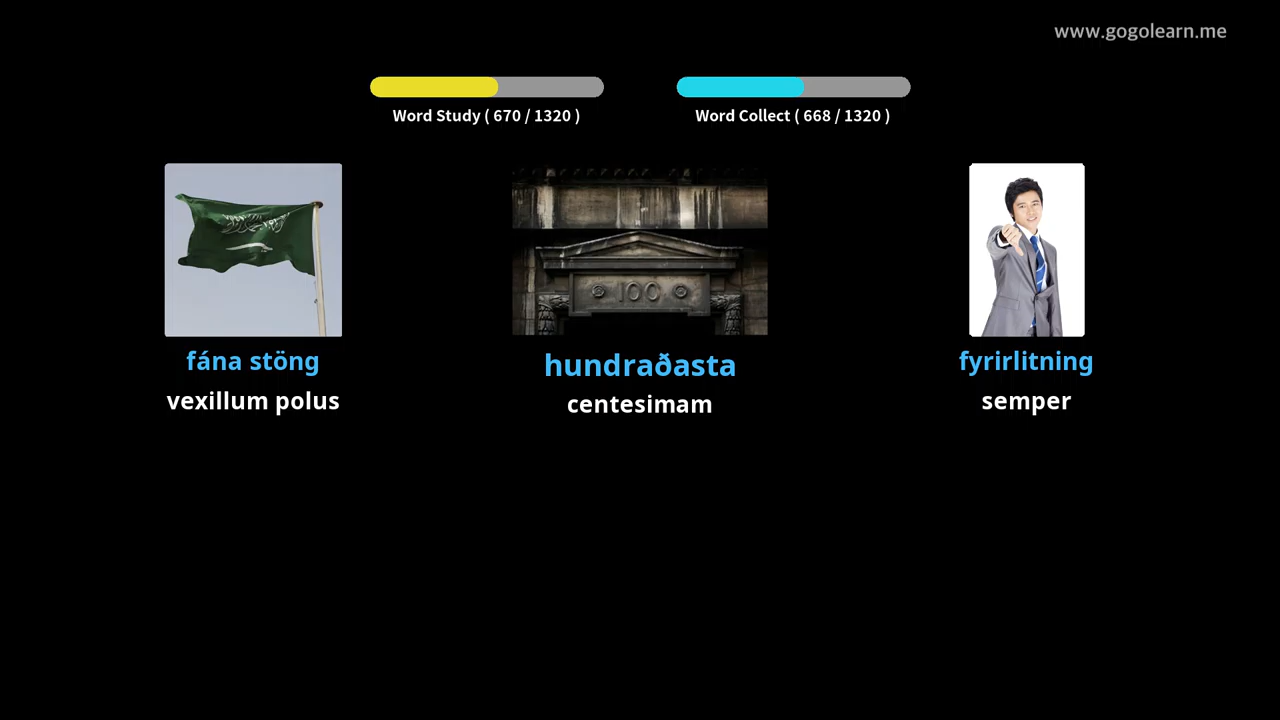 www.gogolearn.me
Word Study ( 670 / 1320 )
Word Collect ( 668 / 1320 )
100
fána stöng
hundraðasta
fyrirlitning
vexillum polus
centesimam
semper